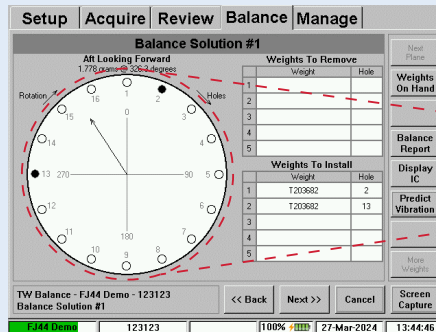 Setup Acquire Review Balance Manage
Balance Solution #1
Aft Looking Forward
1.778 grams @ 326.3 degrees
Rotation
Holes
16 1 2
15 0 3
14 4
13 270 90 5
12 6
11 180 7
10 9 8
Weights To Remove
Weight Hole
1
2
3
4
5
Weights To Install
Weight Hole
1 T203682 2
2 T203682 13
3
4
5
Next Plane
Weights On Hand
Balance Report
Display IC
Predict Vibration
More Weights
Screen Capture
TW Balance - FJ44 Demo - 123123
Balance Solution #1
<< Back Next >> Cancel
FJ44 Demo 123123 100% 27-Mar-2024 13:44:46